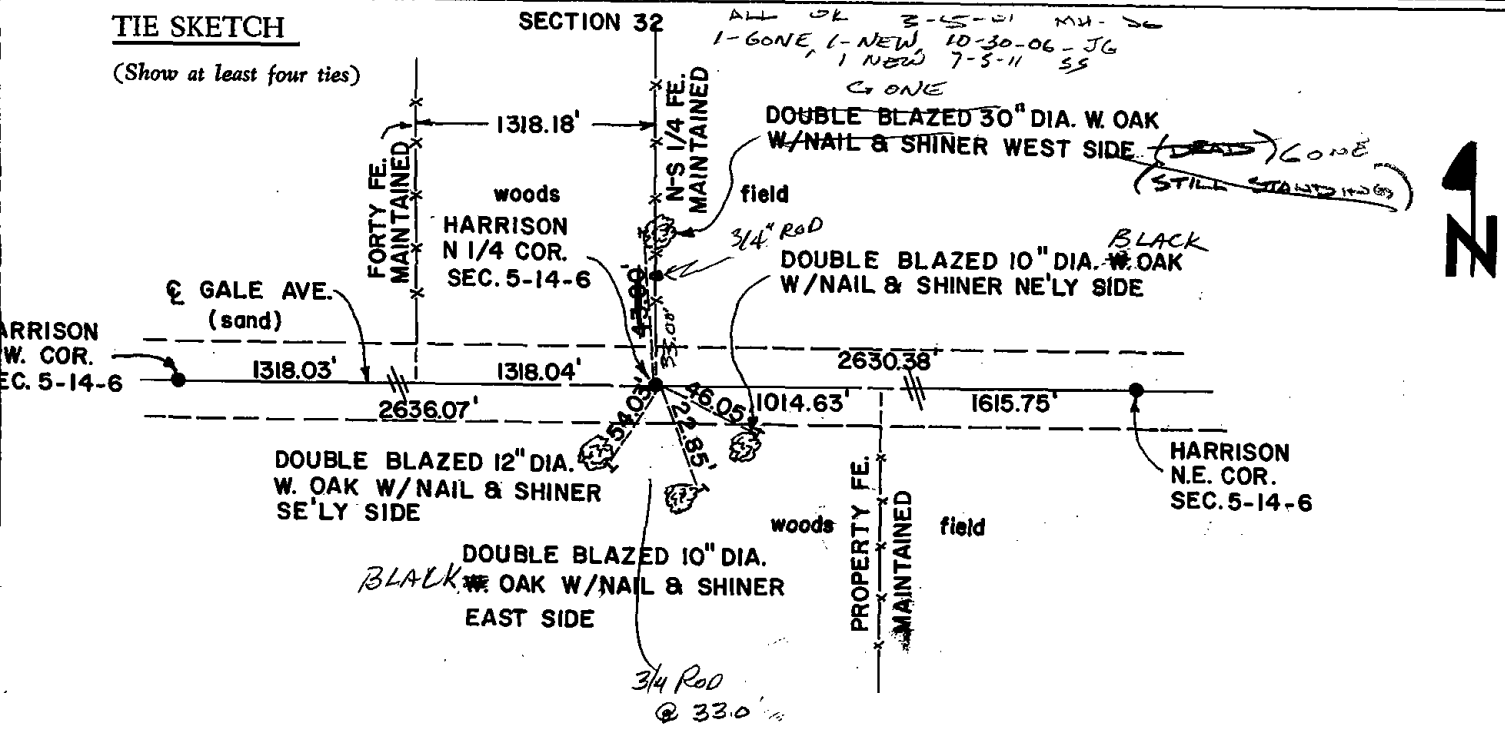 TIE SKETCH
(Show at least four ties)
SECTION 32
ALL OK
1-GONE, 1-NEW, 10-30-06 - JG
1 NEW 7-5-11 SS
GONE
DOUBLE BLAZED 30" DIA. W. OAK
W/NAIL & SHINER WEST SIDE (DEAD) GONE
(STILL STANDING)
1318.18'
FORTY FE.
MAINTAINED
N-S 1/4 FE.
MAINTAINED
woods
field
HARRISON
N 1/4 COR.
SEC. 5-14-6
3/4" ROD
BLACK
DOUBLE BLAZED 10" DIA. W. OAK
W/NAIL & SHINER NE'LY SIDE
N
℄ GALE AVE.
(sand)
33.00'
ARRISON
W. COR.
EC. 5-14-6
1318.03'
1318.04'
2630.38'
2636.07'
54.03'
22.85'
46.05'
1014.63'
1615.75'
DOUBLE BLAZED 12" DIA.
W. OAK W/NAIL & SHINER
SE'LY SIDE
HARRISON
N.E. COR.
SEC. 5-14-6
woods
PROPERTY FE.
MAINTAINED
field
DOUBLE BLAZED 10" DIA.
BLACK W. OAK W/NAIL & SHINER
EAST SIDE
3/4 ROD
@ 33.0'